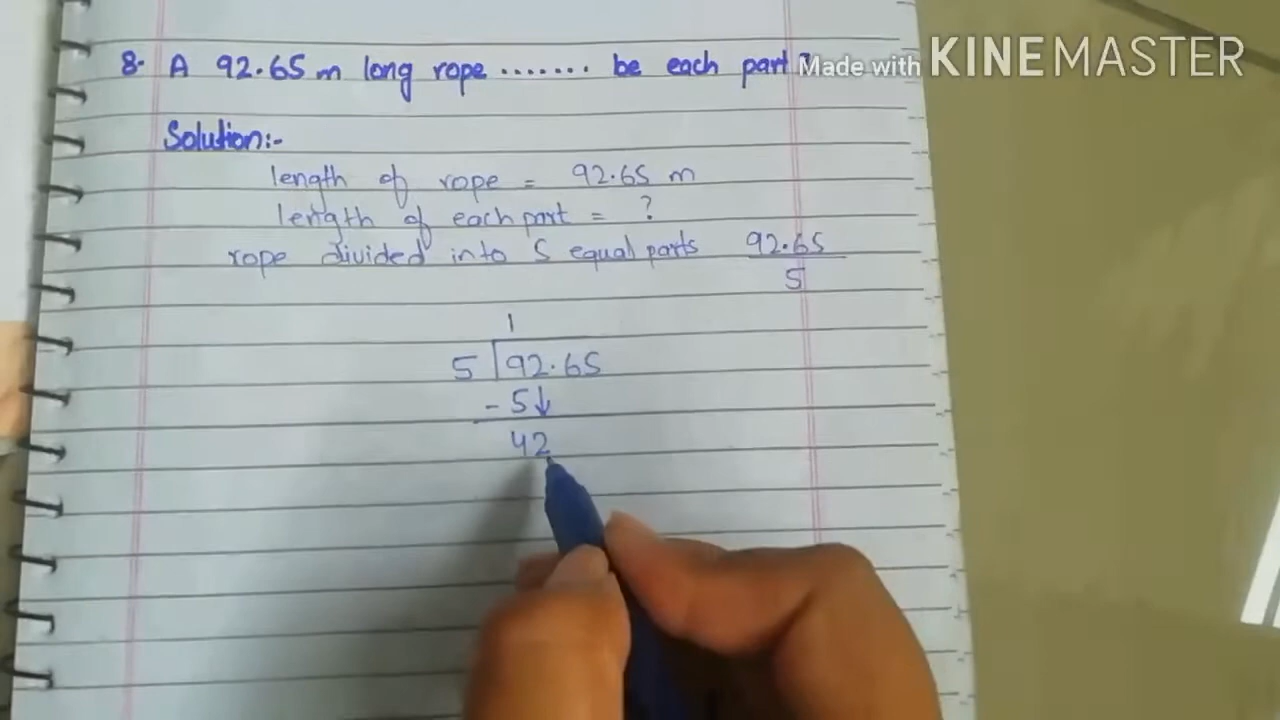 8. A 92.65 m long rope ....... be each part?
Made with KINEMASTER
Solution:-
length of rope = 92.65 m
length of each part = ?
rope divided into 5 equal parts 92.65
5
1
5 92.65
- 5↓
42